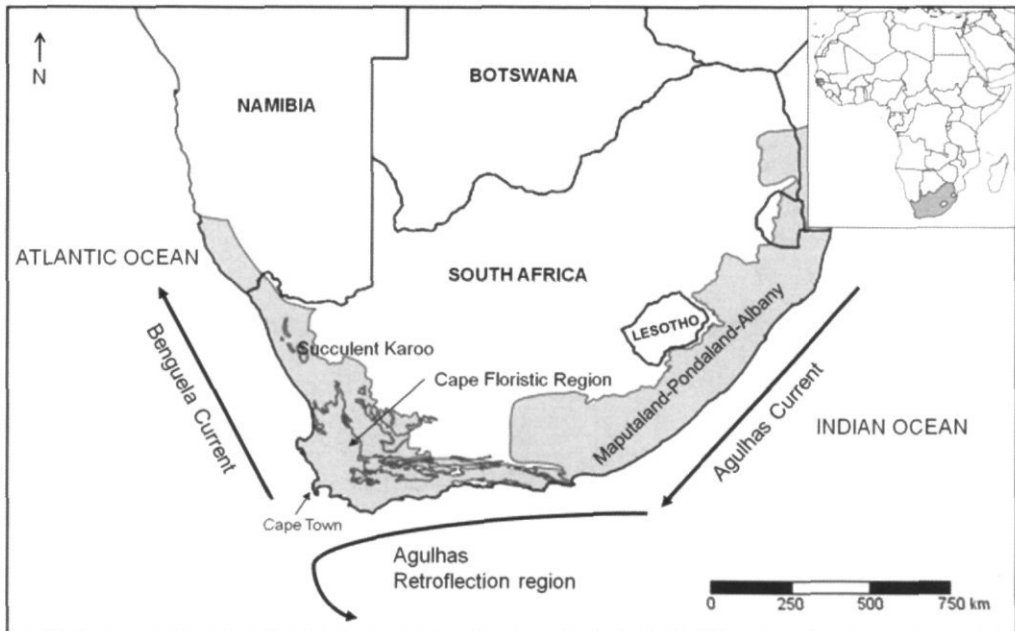 N
NAMIBIA
BOTSWANA
ATLANTIC OCEAN
SOUTH AFRICA
LESOTHO
Maputaland-Pondaland-Albany
Succulent Karoo
Cape Floristic Region
Benguela Current
Agulhas Current
INDIAN OCEAN
Cape Town
Agulhas
Retroflection region
0 250 500 750 km